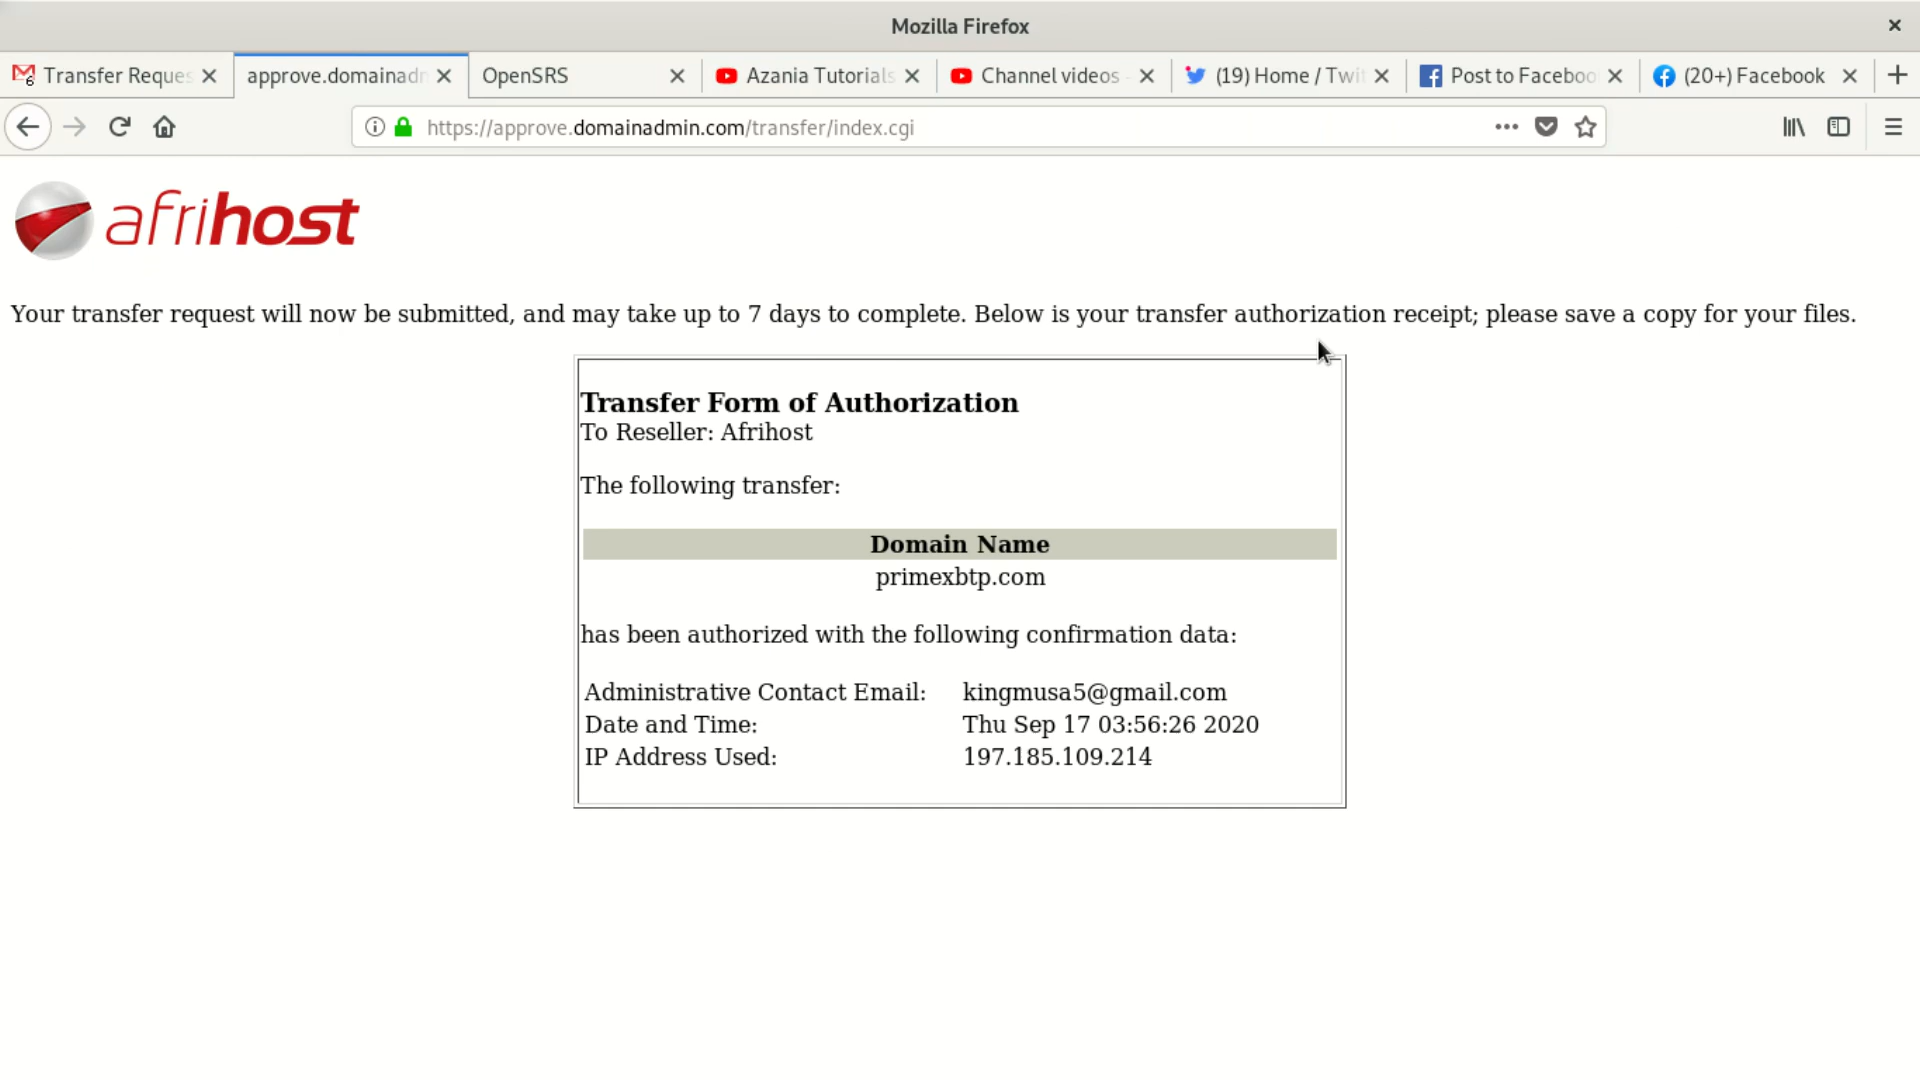 Mozilla Firefox
Transfer Reques
approve.domainadn
OpenSRS
Azania Tutorials
Channel videos -
(19) Home / Twit
Post to Faceboo
(20+) Facebook
https://approve.domainadmin.com/transfer/index.cgi
afrihost
Your transfer request will now be submitted, and may take up to 7 days to complete. Below is your transfer authorization receipt; please save a copy for your files.
Transfer Form of Authorization
To Reseller: Afrihost
The following transfer:
Domain Name
primexbtp.com
has been authorized with the following confirmation data:
Administrative Contact Email: kingmusa5@gmail.com
Date and Time: Thu Sep 17 03:56:26 2020
IP Address Used: 197.185.109.214